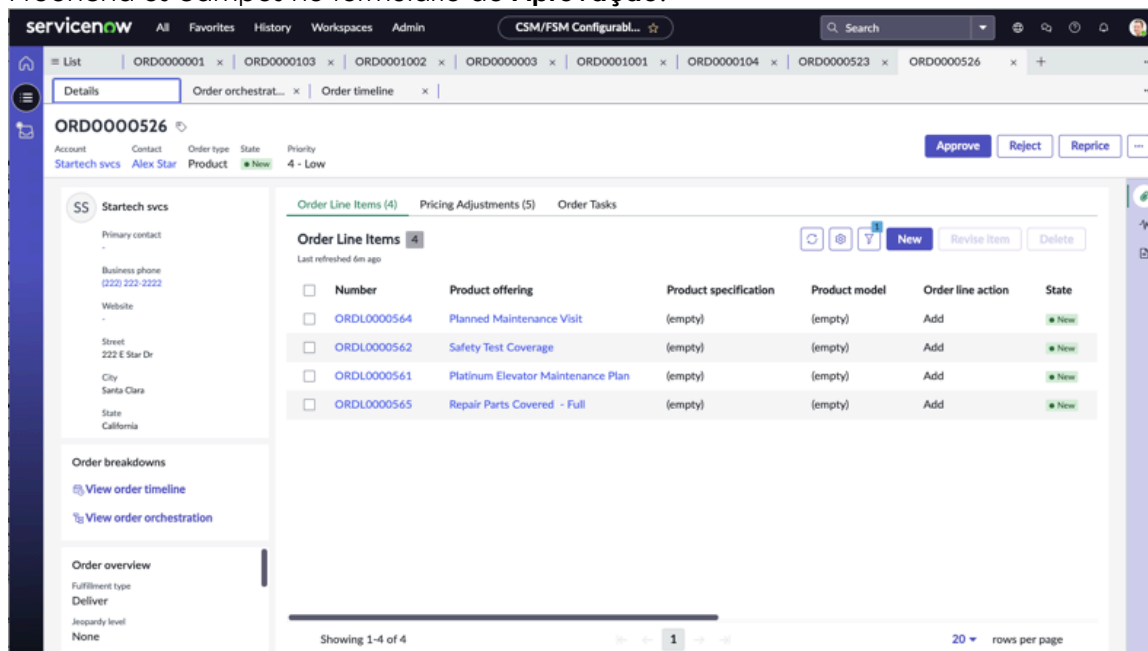 Preencha os campos no formulário de Aprovação.
servicenow All Favorites History Workspaces Admin CSM/FSM Configurabl... Search
List ORD0000001 × ORD0000103 × ORD0001002 × ORD0000003 × ORD0001001 × ORD0000104 × ORD0000523 × ORD0000526 × +
Details Order orchestrat... × Order timeline ×
ORD0000526
Account Contact Order type State Priority
Startech svcs Alex Star Product New 4 - Low
Approve Reject Reprice ...
SS Startech svcs
Primary contact
-
Business phone
(222) 222-2222
Website
-
Street
222 E Star Dr
City
Santa Clara
State
California
Order breakdowns
View order timeline
View order orchestration
Order overview
Fulfillment type
Deliver
Jeopardy level
None
Order Line Items (4) Pricing Adjustments (5) Order Tasks
Order Line Items 4
Last refreshed 6m ago
1
New Revise Item Delete
Number Product offering Product specification Product model Order line action State
ORDL0000564 Planned Maintenance Visit (empty) (empty) Add New
ORDL0000562 Safety Test Coverage (empty) (empty) Add New
ORDL0000561 Platinum Elevator Maintenance Plan (empty) (empty) Add New
ORDL0000565 Repair Parts Covered - Full (empty) (empty) Add New
Showing 1-4 of 4 1 20 rows per page